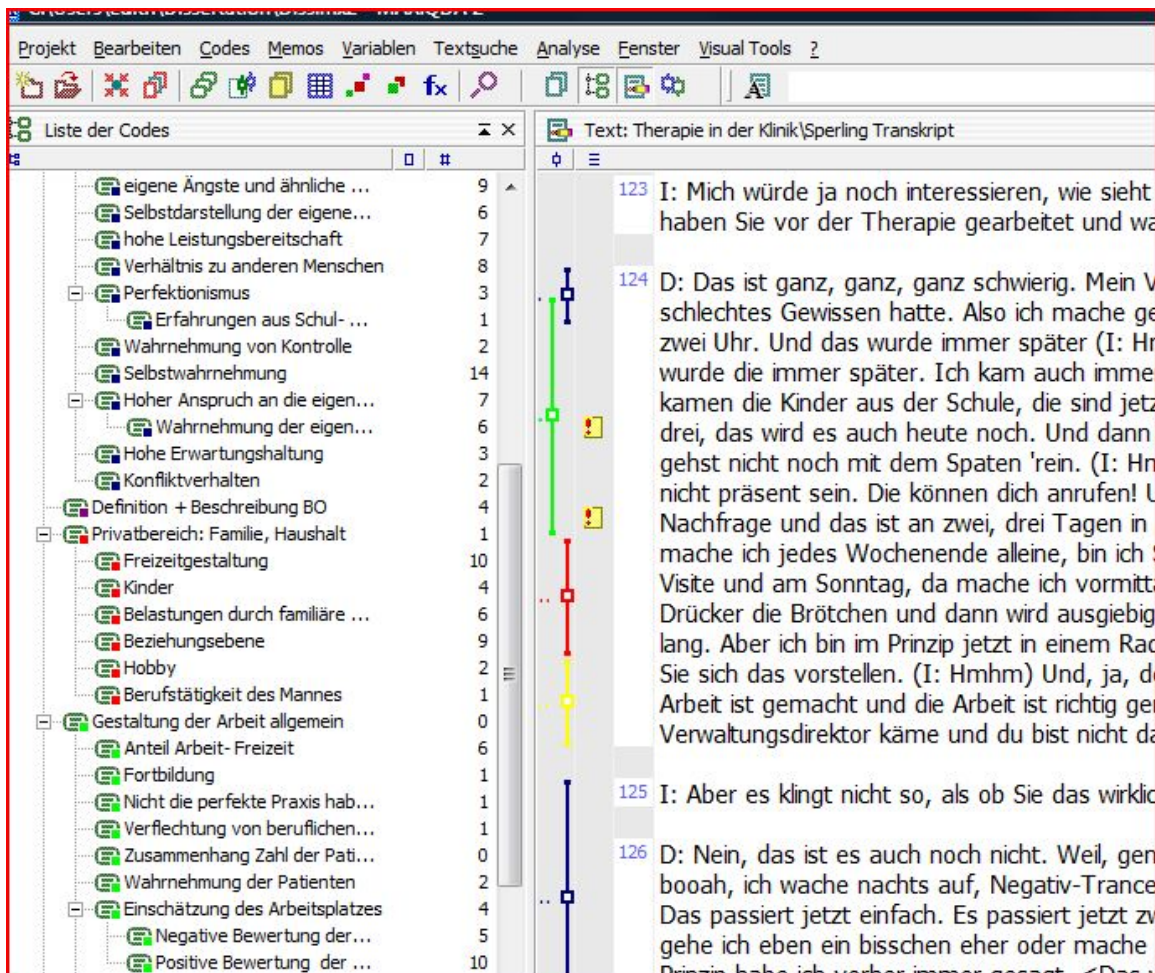 Projekt Bearbeiten Codes Memos Variablen Textsuche Analyse Fenster Visual Tools ?
fx
Liste der Codes
Text: Therapie in der Klinik\Sperling Transkript
#
eigene Ängste und ähnliche ... 9
Selbstdarstellung der eigene... 6
hohe Leistungsbereitschaft 7
Verhältnis zu anderen Menschen 8
Perfektionismus 3
Erfahrungen aus Schul- ... 1
Wahrnehmung von Kontrolle 2
Selbstwahrnehmung 14
Hoher Anspruch an die eigen... 7
Wahrnehmung der eigen... 6
Hohe Erwartungshaltung 3
Konfliktverhalten 2
Definition + Beschreibung BO 4
Privatbereich: Familie, Haushalt 1
Freizeitgestaltung 10
Kinder 4
Belastungen durch familiäre ... 6
Beziehungsebene 9
Hobby 2
Berufstätigkeit des Mannes 1
Gestaltung der Arbeit allgemein 0
Anteil Arbeit- Freizeit 6
Fortbildung 1
Nicht die perfekte Praxis hab... 1
Verflechtung von beruflichen... 1
Zusammenhang Zahl der Pati... 0
Wahrnehmung der Patienten 2
Einschätzung des Arbeitsplatzes 4
Negative Bewertung der... 5
Positive Bewertung der ... 10
123 I: Mich würde ja noch interessieren, wie sieht
haben Sie vor der Therapie gearbeitet und
124 D: Das ist ganz, ganz, ganz schwierig. Mein
schlechtes Gewissen hatte. Also ich mache
zwei Uhr. Und das wurde immer später (I:
wurde die immer später. Ich kam auch
kamen die Kinder aus der Schule, die sind
drei, das wird es auch heute noch. Und dann
gehst nicht noch mit dem Spaten 'rein. (I:
nicht präsent sein. Die können dich anrufen!
Nachfrage und das ist an zwei, drei Tagen in
mache ich jedes Wochenende alleine, bin ich
Visite und am Sonntag, da mache ich
Drücker die Brötchen und dann wird ausgiebig
lang. Aber ich bin im Prinzip jetzt in einem
Sie sich das vorstellen. (I: Hmhm) Und, ja,
Arbeit ist gemacht und die Arbeit ist richtig
Verwaltungsdirektor käme und du bist nicht
125 I: Aber es klingt nicht so, als ob Sie das
126 D: Nein, das ist es auch noch nicht. Weil,
booah, ich wache nachts auf, Negativ-Trance
Das passiert jetzt einfach. Es passiert jetzt
gehe ich eben ein bisschen eher oder mache